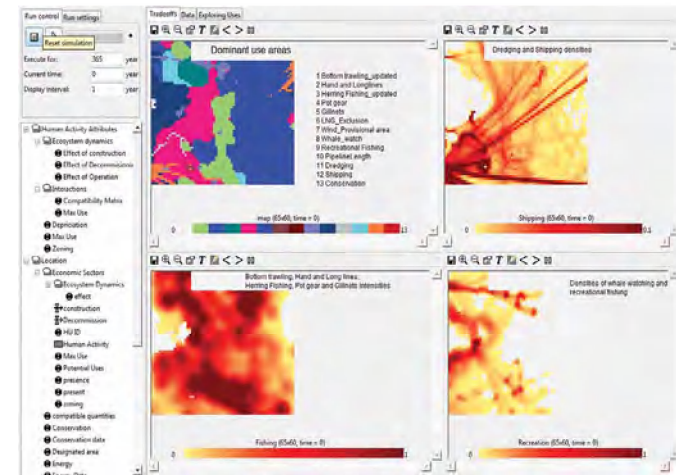 Run control Run settings
Reset simulation
Execute for: 365 year
Current time: 0 year
Display interval: 1 year
Human Activity Attributes
Ecosystem dynamics
Effect of construction
Effect of Decommissionin
Effect of Operation
Interactions
Compatibility Matrix
Max Use
Depriciation
Max Use
Zoning
Location
Economic Sectors
Ecosystem Dynamics
effect
construction
Decommission
HU ID
Human Activity
Max Use
Potential Uses
presence
present
zoning
compatible quantities
Conservation
Conservation date
Designated area
Energy
Tradeoffs Data Exploring Uses
Dominant use areas
1 Bottom trawling_updated
2 Hand and Longlines
3 Herring Fishing_updated
4 Pot gear
5 Gillnets
6 LNG_Exclusion
7 Wind_Provisional area
8 Whale_watch
9 Recreational Fishing
10 PipelineLength
11 Dredging
12 Shipping
13 Conservation
map (65x60, time = 0)
0 13
Dredging and Shipping densities
Shipping (65x60, time = 0)
0 0.1
Bottom trawling, Hand and Long lines,
Herring Fishing, Pot gear and Gillnets intensities
Fishing (65x60, time = 0)
0 1
Densities of whale watching and
recreational fishing
Recreation (65x60, time = 0)
0 1